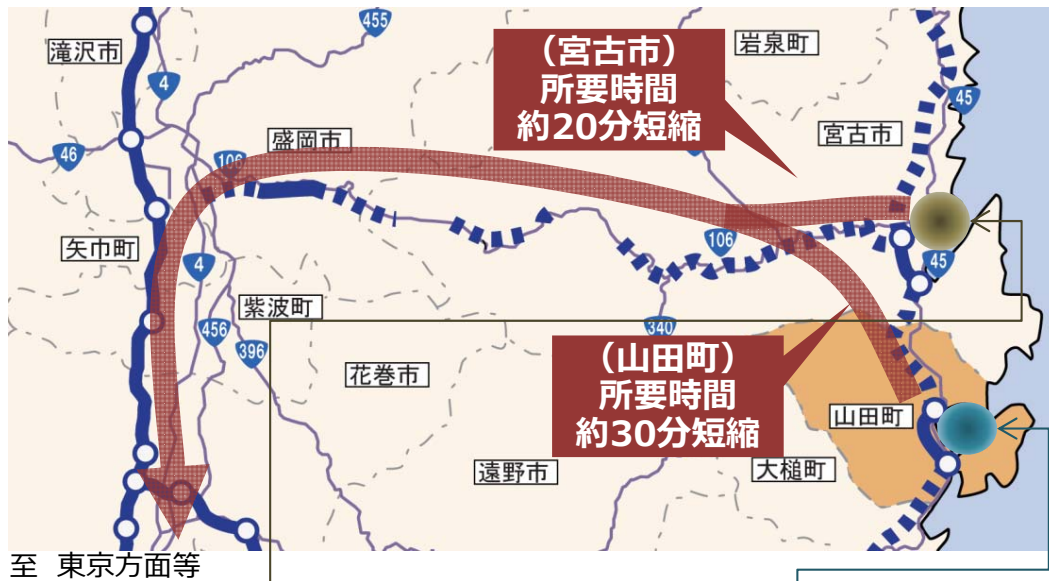 455
滝沢市
4
（宮古市）
所要時間
約20分短縮
岩泉町
45
宮古市
46
盛岡市
106
矢巾町
4
106
45
紫波町
456
396
340
（山田町）
所要時間
約30分短縮
花巻市
山田町
遠野市
大槌町
至 東京方面等